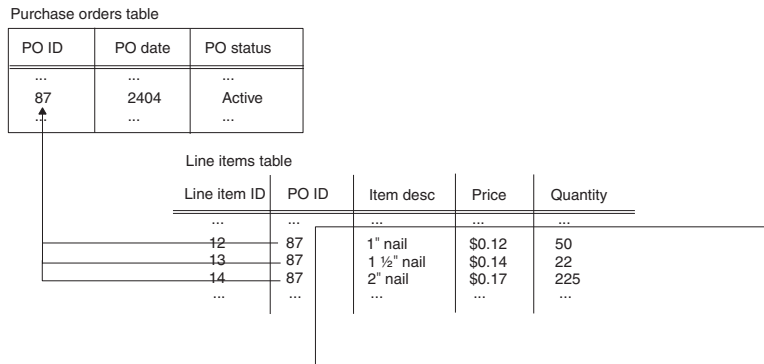 Purchase orders table
PO ID PO date PO status
... ... ...
87 2404 Active
... ... ...
Line items table
Line item ID PO ID Item desc Price Quantity
... ... ... ... ...
12 87 1" nail $0.12 50
13 87 1 ½" nail $0.14 22
14 87 2" nail $0.17 225
... ... ... ... ...